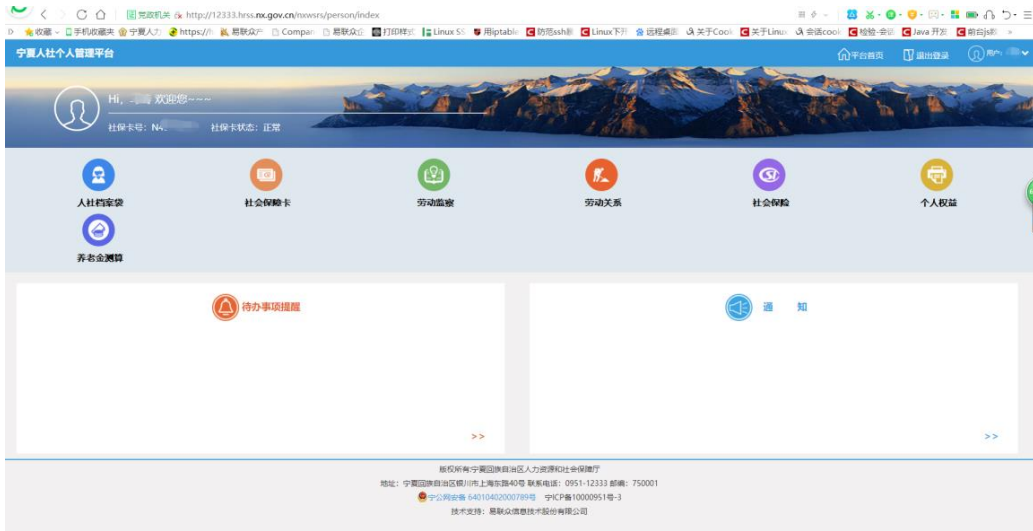 党政机关 http://12333.hrss.nx.gov.cn/nxwsrs/person/index
收藏 手机收藏夹 宁夏人力 https://h 易联众产 Compan 易联众企 打印样式 Linux SS 用iptable 防范ssh暴 Linux下开 远程桌面 关于Cook 关于Linux 会话cook 检验-会话 Java 开发 前台js和
宁夏人社个人管理平台 平台首页 退出登录 用户:
Hi, 欢迎您~~~
社保卡号: N4. 社保卡状态: 正常
人社档案袋 社会保障卡 劳动监察 劳动关系 社会保险 个人权益
养老金测算
待办事项提醒 通 知
>> >>
版权所有:宁夏回族自治区人力资源和社会保障厅
地址: 宁夏回族自治区银川市上海东路40号 联系电话: 0951-12333 邮编: 750001
宁公网安备 64010402000789号 宁ICP备10000951号-3
技术支持: 易联众信息技术股份有限公司